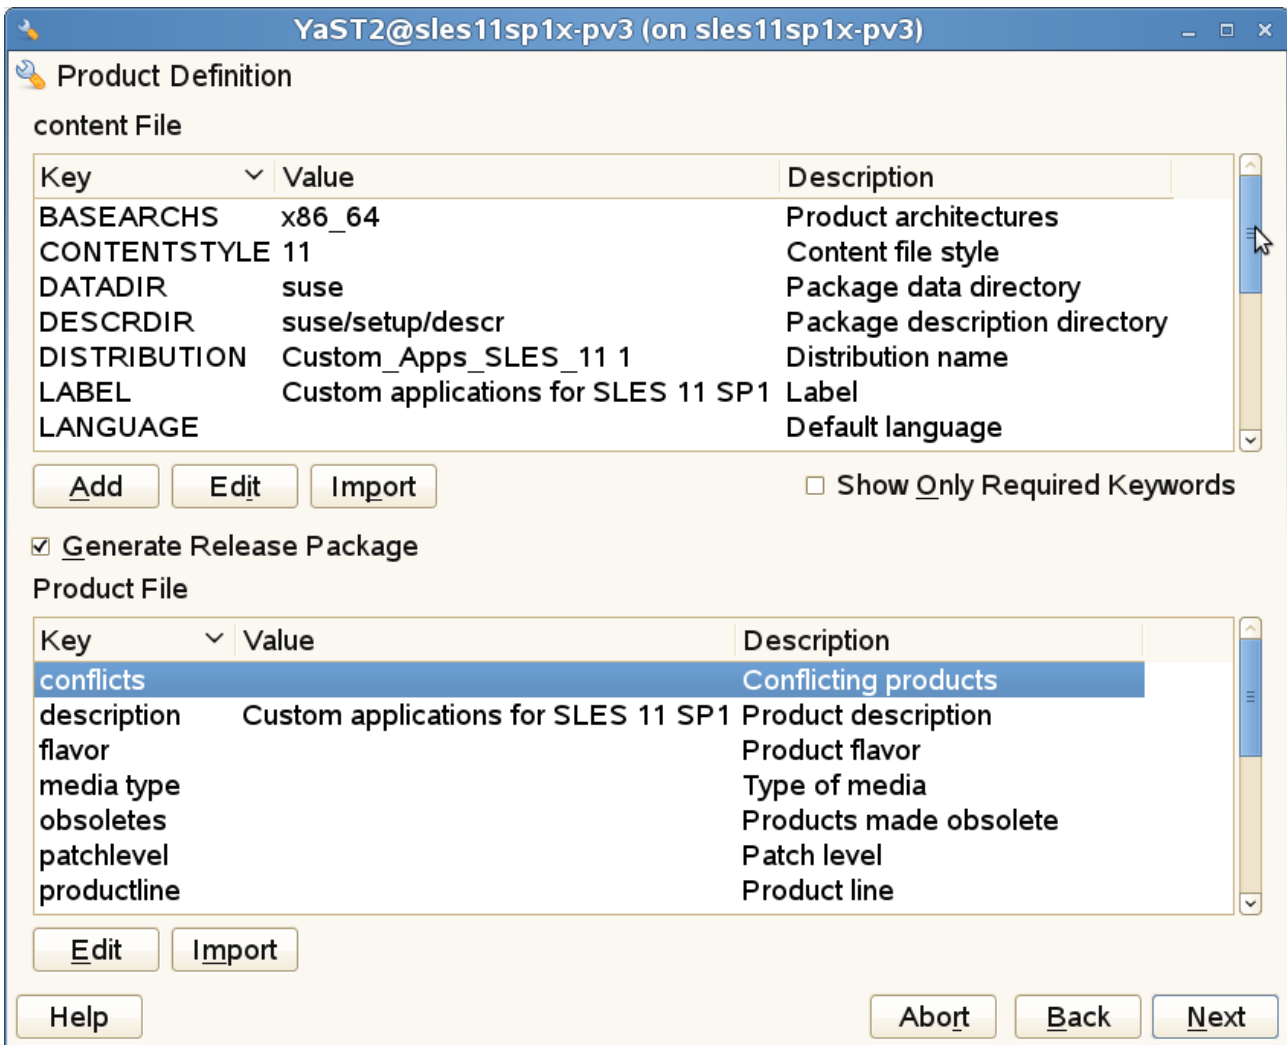 YaST2@sles11sp1x-pv3 (on sles11sp1x-pv3)
Product Definition
content File
Key Value Description
BASEARCHS x86_64 Product architectures
CONTENTSTYLE 11 Content file style
DATADIR suse Package data directory
DESCRDIR suse/setup/descr Package description directory
DISTRIBUTION Custom_Apps_SLES_11 1 Distribution name
LABEL Custom applications for SLES 11 SP1 Label
LANGUAGE Default language
Add Edit Import Show Only Required Keywords
Generate Release Package
Product File
Key Value Description
conflicts Conflicting products
description Custom applications for SLES 11 SP1 Product description
flavor Product flavor
media type Type of media
obsoletes Products made obsolete
patchlevel Patch level
productline Product line
Edit Import
Help Abort Back Next